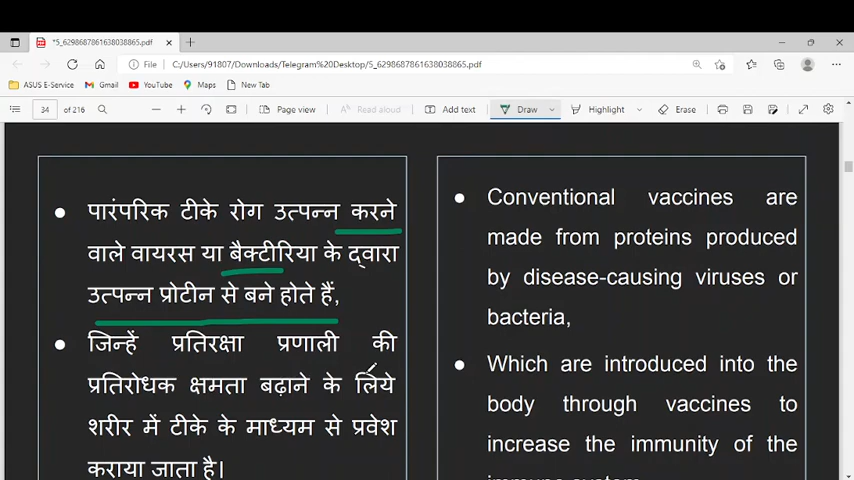 *5_6298687861638038865.pdf
File
C:/Users/91807/Downloads/Telegram%20Desktop/5_6298687861638038865.pdf
ASUS E-Service
Gmail
YouTube
Maps
New Tab
34 of 216
Page view
Read aloud
Add text
Draw
Highlight
Erase
पारंपरिक टीके रोग उत्पन्न करने
वाले वायरस या बैक्टीरिया के द्वारा
उत्पन्न प्रोटीन से बने होते हैं,
जिन्हें प्रतिरक्षा प्रणाली की
प्रतिरोधक क्षमता बढ़ाने के लिये
शरीर में टीके के माध्यम से प्रवेश
कराया जाता है।
Conventional vaccines are
made from proteins produced
by disease-causing viruses or
bacteria,
Which are introduced into the
body through vaccines to
increase the immunity of the
immune system